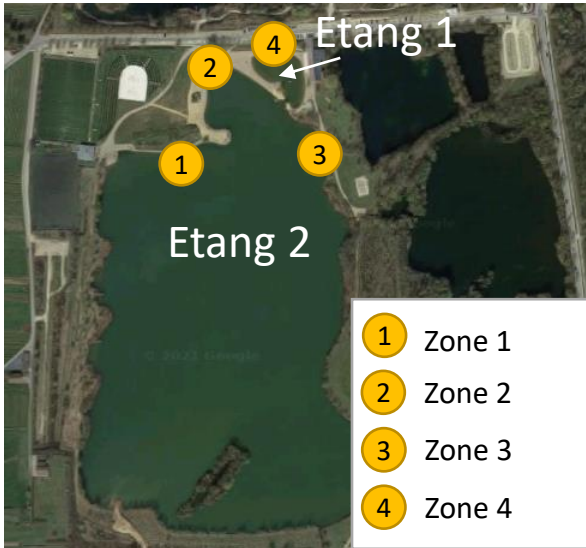 4
Etang 1
2
1
3
Etang 2
© 2021 Google
1 Zone 1
2 Zone 2
3 Zone 3
4 Zone 4